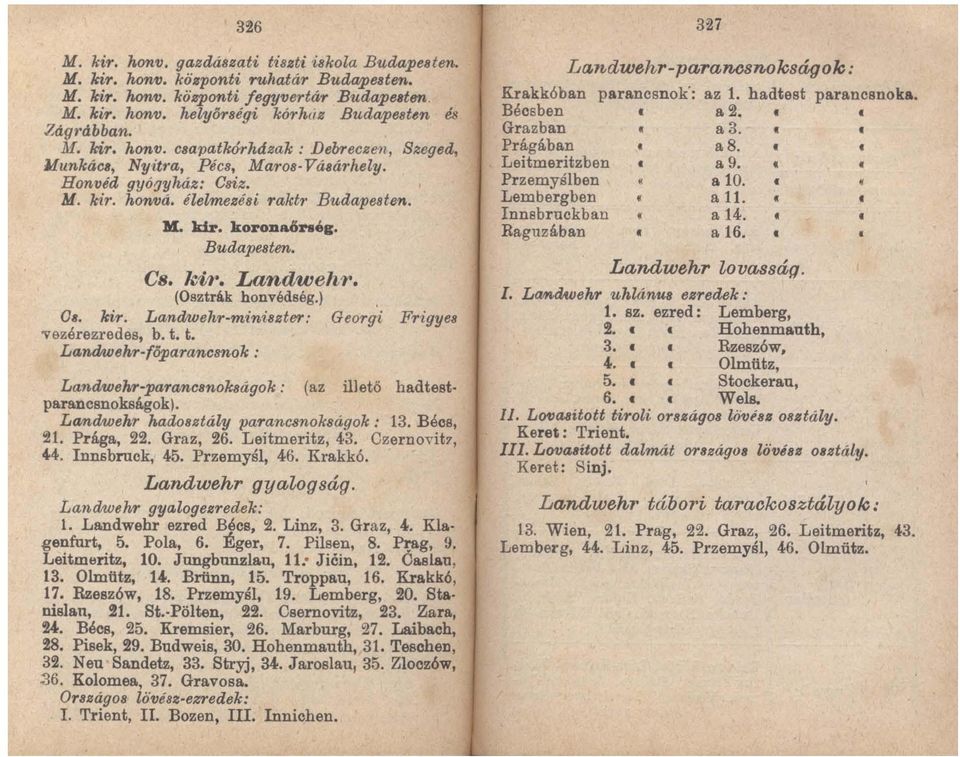 326
M. kir. honv. gazdászati tiszti iskola Budapesten.
M. kir. honv. központi ruhatár Budapesten.
M. kir. honv. központi fegyvertár Budapesten.
M. kir. honv. helyőrségi kórház Budapesten és
Zágrábban.
M. kir. honv. csapatkórházak : Debreczen, Szeged,
Munkács, Nyitra, Pécs, Maros-Vásárhely.
Honvéd gyógyház: Csiz.
M. kir. honvá. élelmezési raktr Budapesten.
M. kir. koronaőrség.
Budapesten.
Cs. kir. Landwehr.
(Osztrák honvédség.)
Cs. kir. Landwehr-miniszter: Georgi Frigyes
vezérezredes, b. t. t.
Landwehr-főparancsnok :
Landwehr-parancsnokságok : (az illető hadtest-
parancsnokságok).
Landwehr hadosztály parancsnokságok : 13. Bécs,
21. Prága, 22. Graz, 26. Leitmeritz, 43. Czernovitz,
44. Innsbruck, 45. Przemyśl, 46. Krakkó.
Landwehr gyalogság.
Landwehr gyalogezredek:
1. Landwehr ezred Bécs, 2. Linz, 3. Graz, 4. Kla-
genfurt, 5. Pola, 6. Éger, 7. Pilsen, 8. Prag, 9.
Leitmeritz, 10. Jungbunzlau, 11. Jičin, 12. Časlau,
13. Olmütz, 14. Brünn, 15. Troppau, 16. Krakkó,
17. Rzeszów, 18. Przemyśl, 19. Lemberg, 20. Sta-
nislau, 21. St.-Pölten, 22. Csernovitz, 23. Zara,
24. Bécs, 25. Kremsier, 26. Marburg, 27. Laibach,
28. Pisek, 29. Budweis, 30. Hohenmauth, 31. Teschen,
32. Neu Sandetz, 33. Stryj, 34. Jaroslau, 35. Zloczów,
36. Kolomea, 37. Gravosa.
Országos lövész-ezredek:
I. Trient, II. Bozen, III. Innichen.
327
Landwehr-parancsnokságok:
Krakkóban parancsnok: az 1. hadtest parancsnoka.
Bécsben « a 2. « «
Grazban « a 3. « «
Prágában « a 8. « «
Leitmeritzben « a 9. « «
Przemyślben « a 10. « «
Lembergben « a 11. « «
Innsbruckban « a 14. « «
Raguzában « a 16. « «
Landwehr lovasság.
I. Landwehr uhlánus ezredek :
1. sz. ezred: Lemberg,
2. « « Hohenmauth,
3. « « Rzeszów,
4. « « Olmütz,
5. « « Stockerau,
6. « « Wels.
II. Lovasított tiroli országos lövész osztály.
Keret: Trient.
III. Lovasított dalmát országos lövész osztály.
Keret: Sinj.
Landwehr tábori tarackosztályok:
13. Wien, 21. Prag, 22. Graz, 26. Leitmeritz, 43.
Lemberg, 44. Linz, 45. Przemyśl, 46. Olmütz.